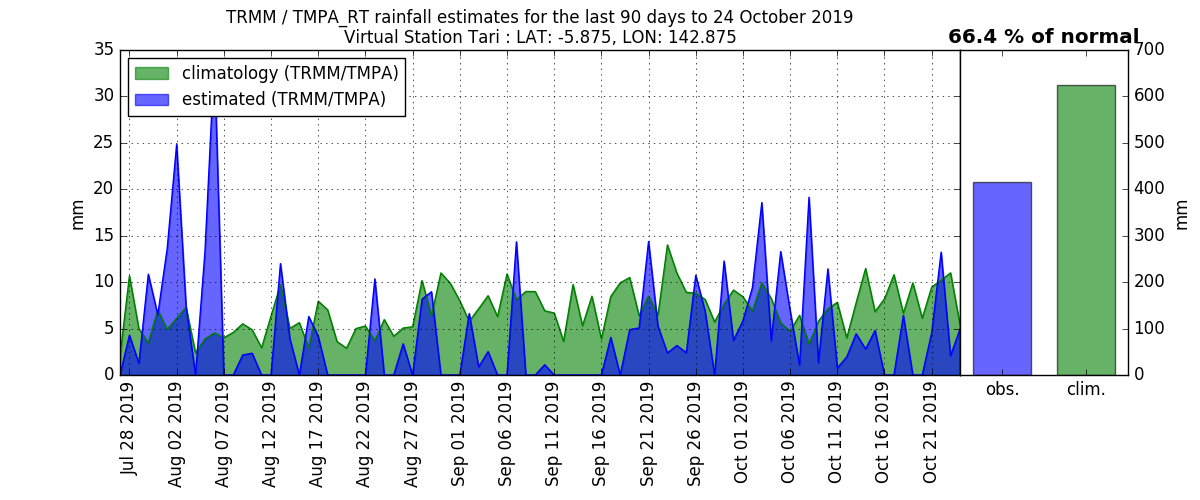 TRMM / TMPA_RT rainfall estimates for the last 90 days to 24 October 2019
Virtual Station Tari : LAT: -5.875, LON: 142.875
66.4 % of normal
climatology (TRMM/TMPA)
estimated (TRMM/TMPA)
35
30
25
20
15
10
5
0
mm
Jul 28 2019
Aug 02 2019
Aug 07 2019
Aug 12 2019
Aug 17 2019
Aug 22 2019
Aug 27 2019
Sep 01 2019
Sep 06 2019
Sep 11 2019
Sep 16 2019
Sep 21 2019
Sep 26 2019
Oct 01 2019
Oct 06 2019
Oct 11 2019
Oct 16 2019
Oct 21 2019
obs.
clim.
700
600
500
400
300
200
100
0
mm